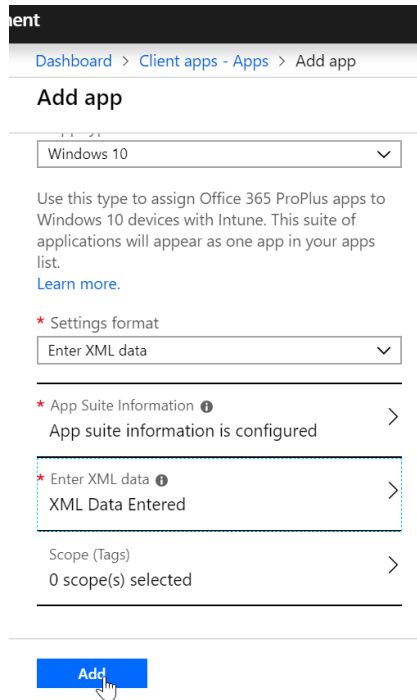 Dashboard > Client apps - Apps > Add app
Add app
Windows 10
Use this type to assign Office 365 ProPlus apps to
Windows 10 devices with Intune. This suite of
applications will appear as one app in your apps
list.
Learn more.
* Settings format
Enter XML data
* App Suite Information
App suite information is configured
* Enter XML data
XML Data Entered
Scope (Tags)
0 scope(s) selected
Add